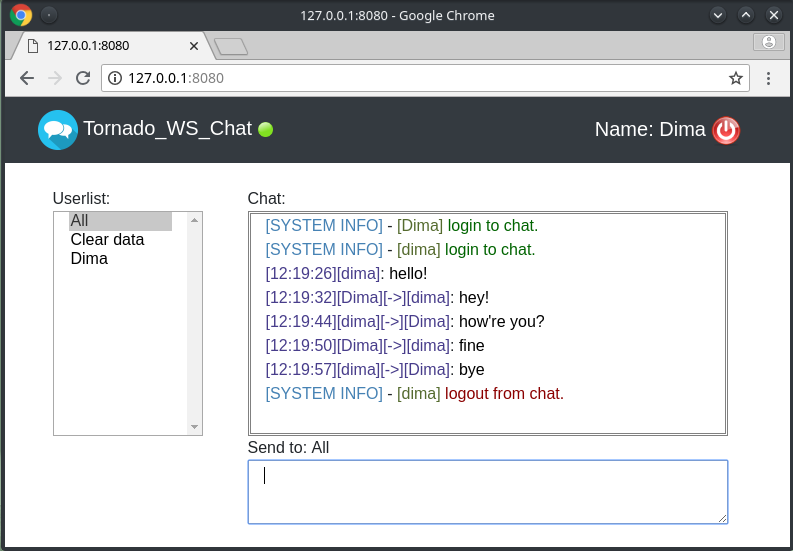 127.0.0.1:8080 - Google Chrome
127.0.0.1:8080
127.0.0.1:8080
Tornado_WS_Chat
Name: Dima
Userlist:
All
Clear data
Dima
Chat:
[SYSTEM INFO] - [Dima] login to chat.
[SYSTEM INFO] - [dima] login to chat.
[12:19:26][dima]: hello!
[12:19:32][Dima][->][dima]: hey!
[12:19:44][dima][->][Dima]: how're you?
[12:19:50][Dima][->][dima]: fine
[12:19:57][dima][->][Dima]: bye
[SYSTEM INFO] - [dima] logout from chat.
Send to: All